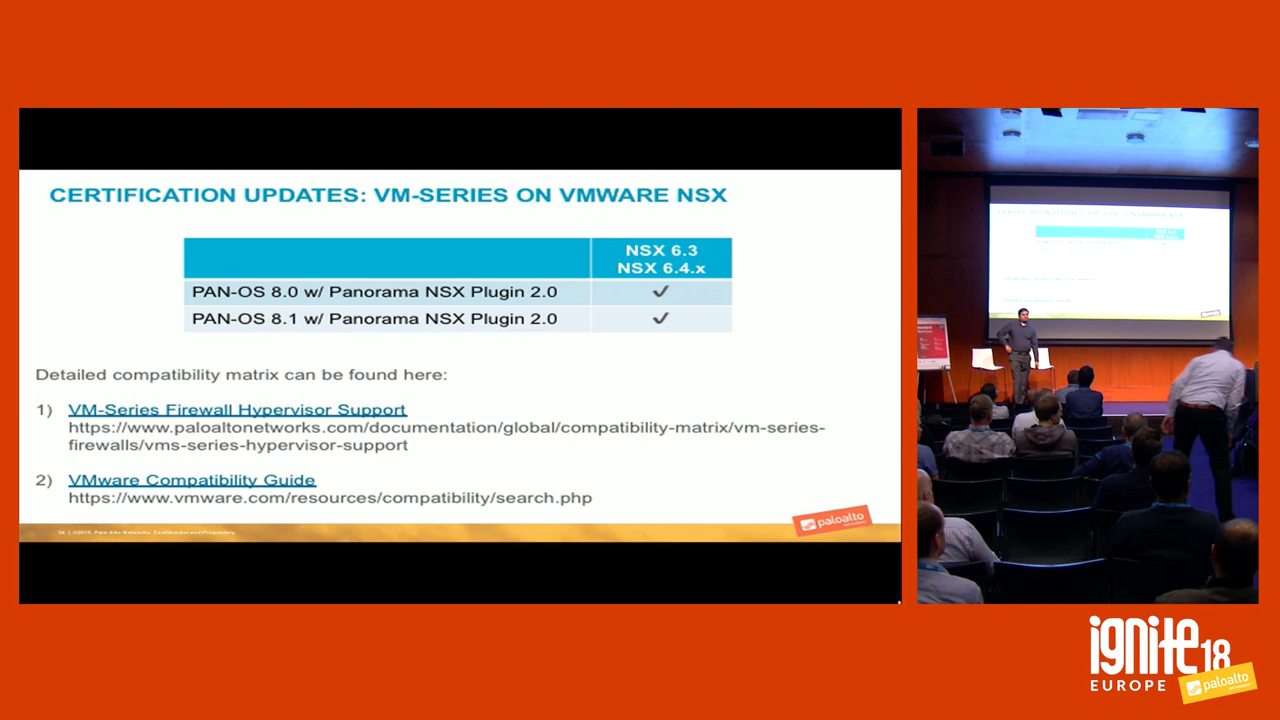 CERTIFICATION UPDATES: VM-SERIES ON VMWARE NSX
NSX 6.3
NSX 6.4.x
PAN-OS 8.0 w/ Panorama NSX Plugin 2.0 ✓
PAN-OS 8.1 w/ Panorama NSX Plugin 2.0 ✓
Detailed compatibility matrix can be found here:
1) VM-Series Firewall Hypervisor Support
https://www.paloaltonetworks.com/documentation/global/compatibility-matrix/vm-series-
firewalls/vms-series-hypervisor-support
2) VMware Compatibility Guide
https://www.vmware.com/resources/compatibility/search.php
paloalto
ignite18
EUROPE
paloalto